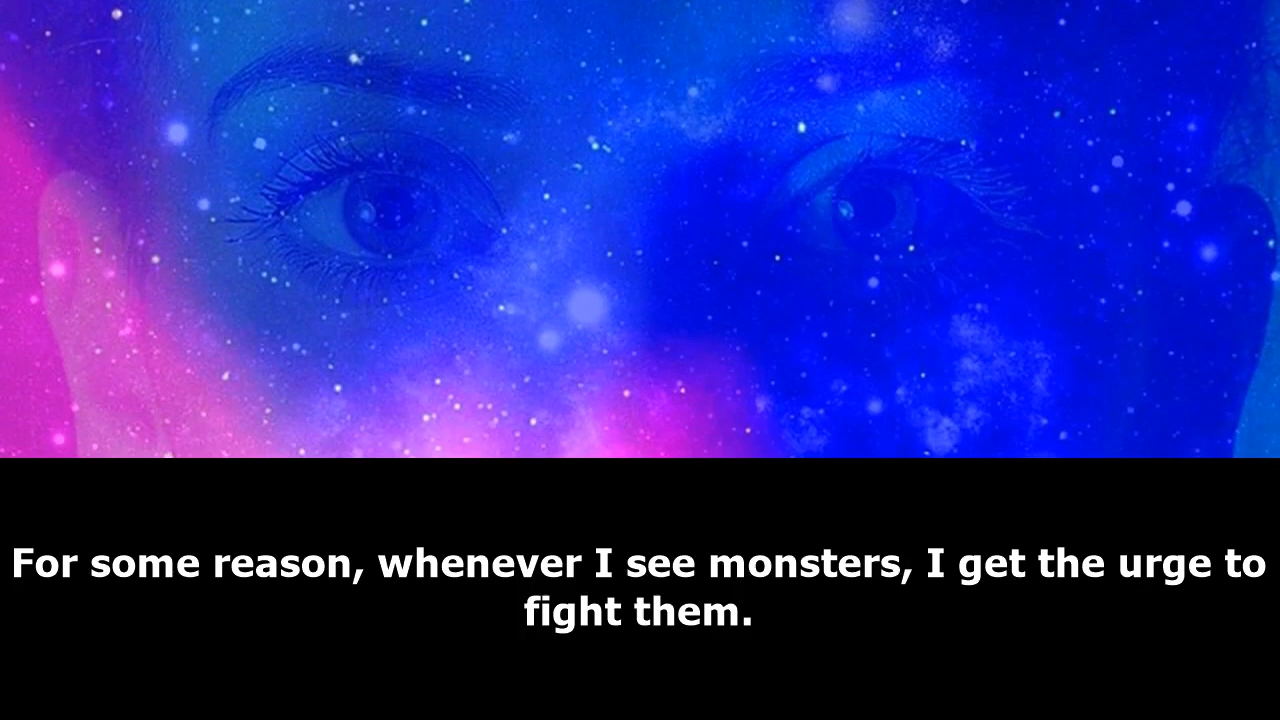 For some reason, whenever I see monsters, I get the urge to
fight them.